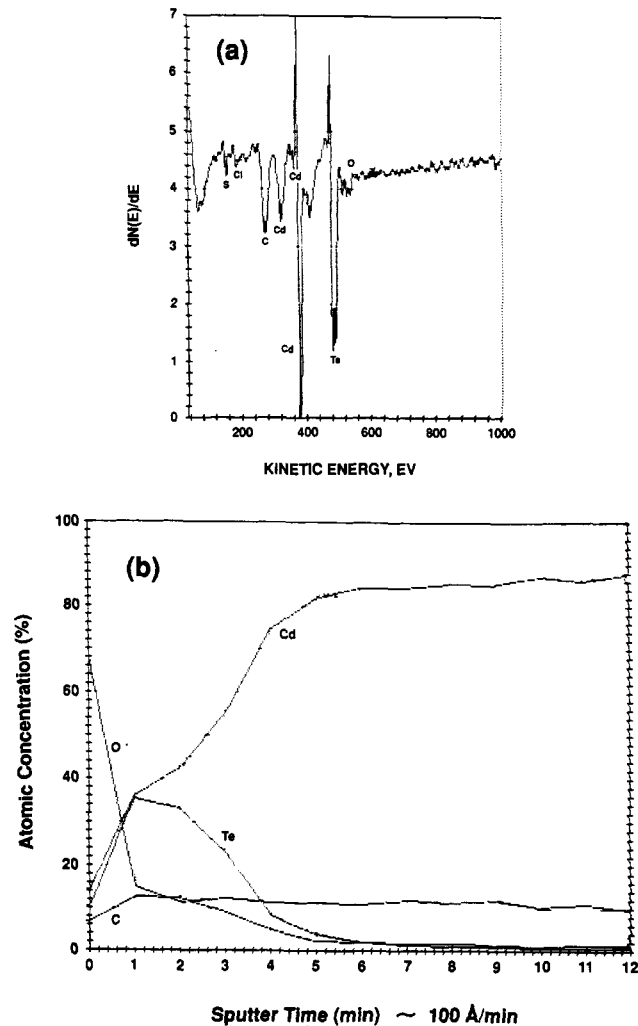 (a)
7
6
5
4
3
2
1
0
dN(E)/dE
S
Cl
C
Cd
Cd
Cd
Te
O
200 400 600 800 1000
KINETIC ENERGY, EV
(b)
100
80
60
40
20
0
Atomic Concentration (%)
Cd
O
Te
C
0 1 2 3 4 5 6 7 8 9 10 11 12
Sputter Time (min) ~ 100 Å/min